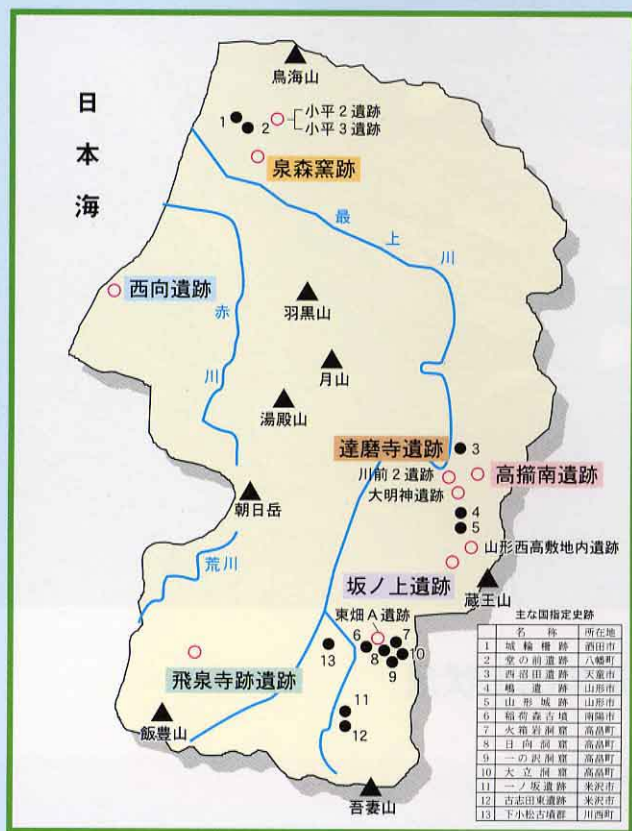 鳥海山
日本海
小平2遺跡
小平3遺跡
1
2
泉森窯跡
最上川
西向遺跡
赤川
羽黒山
月山
湯殿山
達磨寺遺跡
3
川前2遺跡
高擶南遺跡
大明神遺跡
朝日岳
4
5
山形西高敷地内遺跡
荒川
坂ノ上遺跡
蔵王山
東畑A遺跡
6
7
8
9
10
13
飛泉寺跡遺跡
11
12
飯豊山
吾妻山
主な国指定史跡
名称 所在地
1 城輪柵跡 酒田市
2 堂の前遺跡 八幡町
3 西沼田遺跡 天童市
4 嶋遺跡 山形市
5 山形城跡 山形市
6 稲荷森古墳 南陽市
7 火箱岩洞窟 高畠町
8 日向洞窟 高畠町
9 一の沢洞窟 高畠町
10 大立洞窟 高畠町
11 一ノ坂遺跡 米沢市
12 古志田東遺跡 米沢市
13 下小松古墳群 川西町